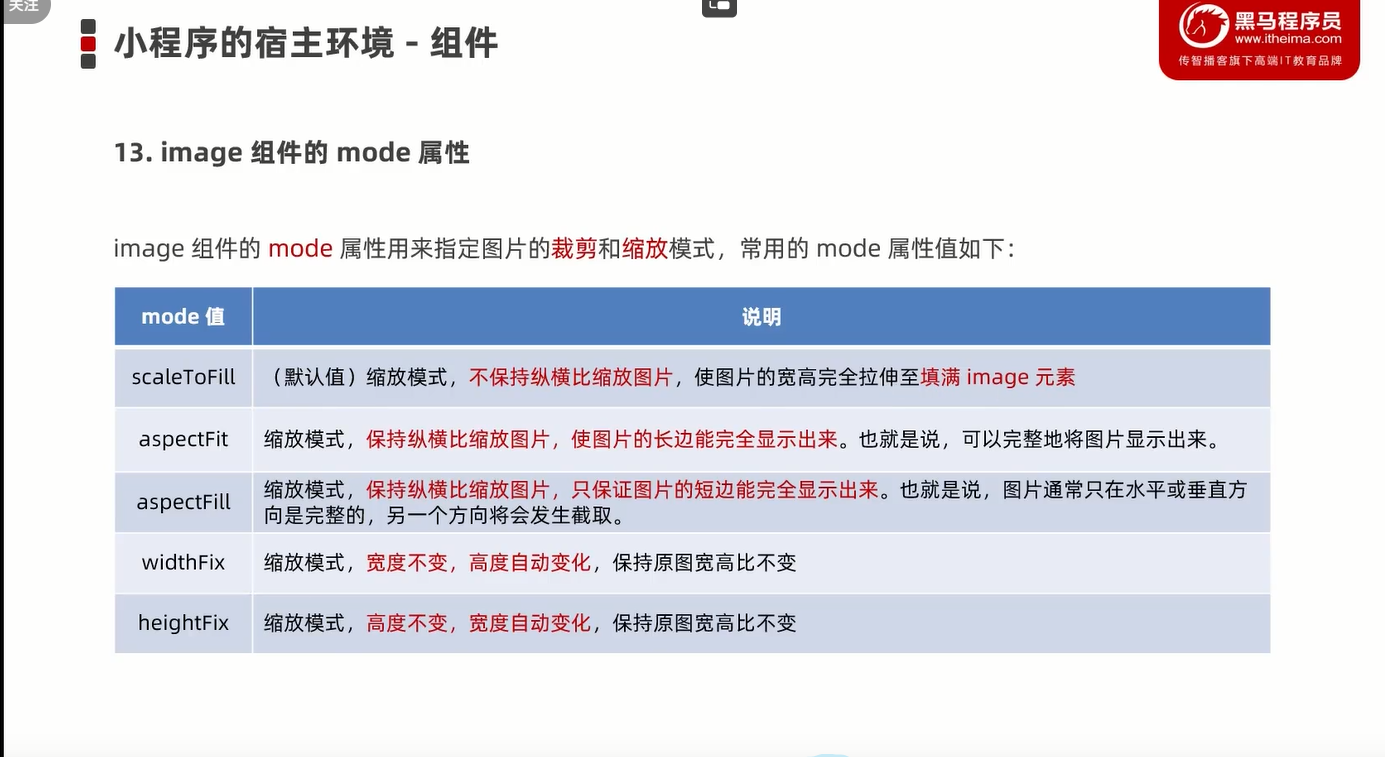 关注
小程序的宿主环境 - 组件
黑马程序员
www.itheima.com
传智播客旗下高端IT教育品牌
13. image 组件的 mode 属性
image 组件的 mode 属性用来指定图片的裁剪和缩放模式，常用的 mode 属性值如下：
mode 值 说明
scaleToFill （默认值）缩放模式，不保持纵横比缩放图片，使图片的宽高完全拉伸至填满 image 元素
aspectFit 缩放模式，保持纵横比缩放图片，使图片的长边能完全显示出来。也就是说，可以完整地将图片显示出来。
aspectFill 缩放模式，保持纵横比缩放图片，只保证图片的短边能完全显示出来。也就是说，图片通常只在水平或垂直方
向是完整的，另一个方向将会发生截取。
widthFix 缩放模式，宽度不变，高度自动变化，保持原图宽高比不变
heightFix 缩放模式，高度不变，宽度自动变化，保持原图宽高比不变